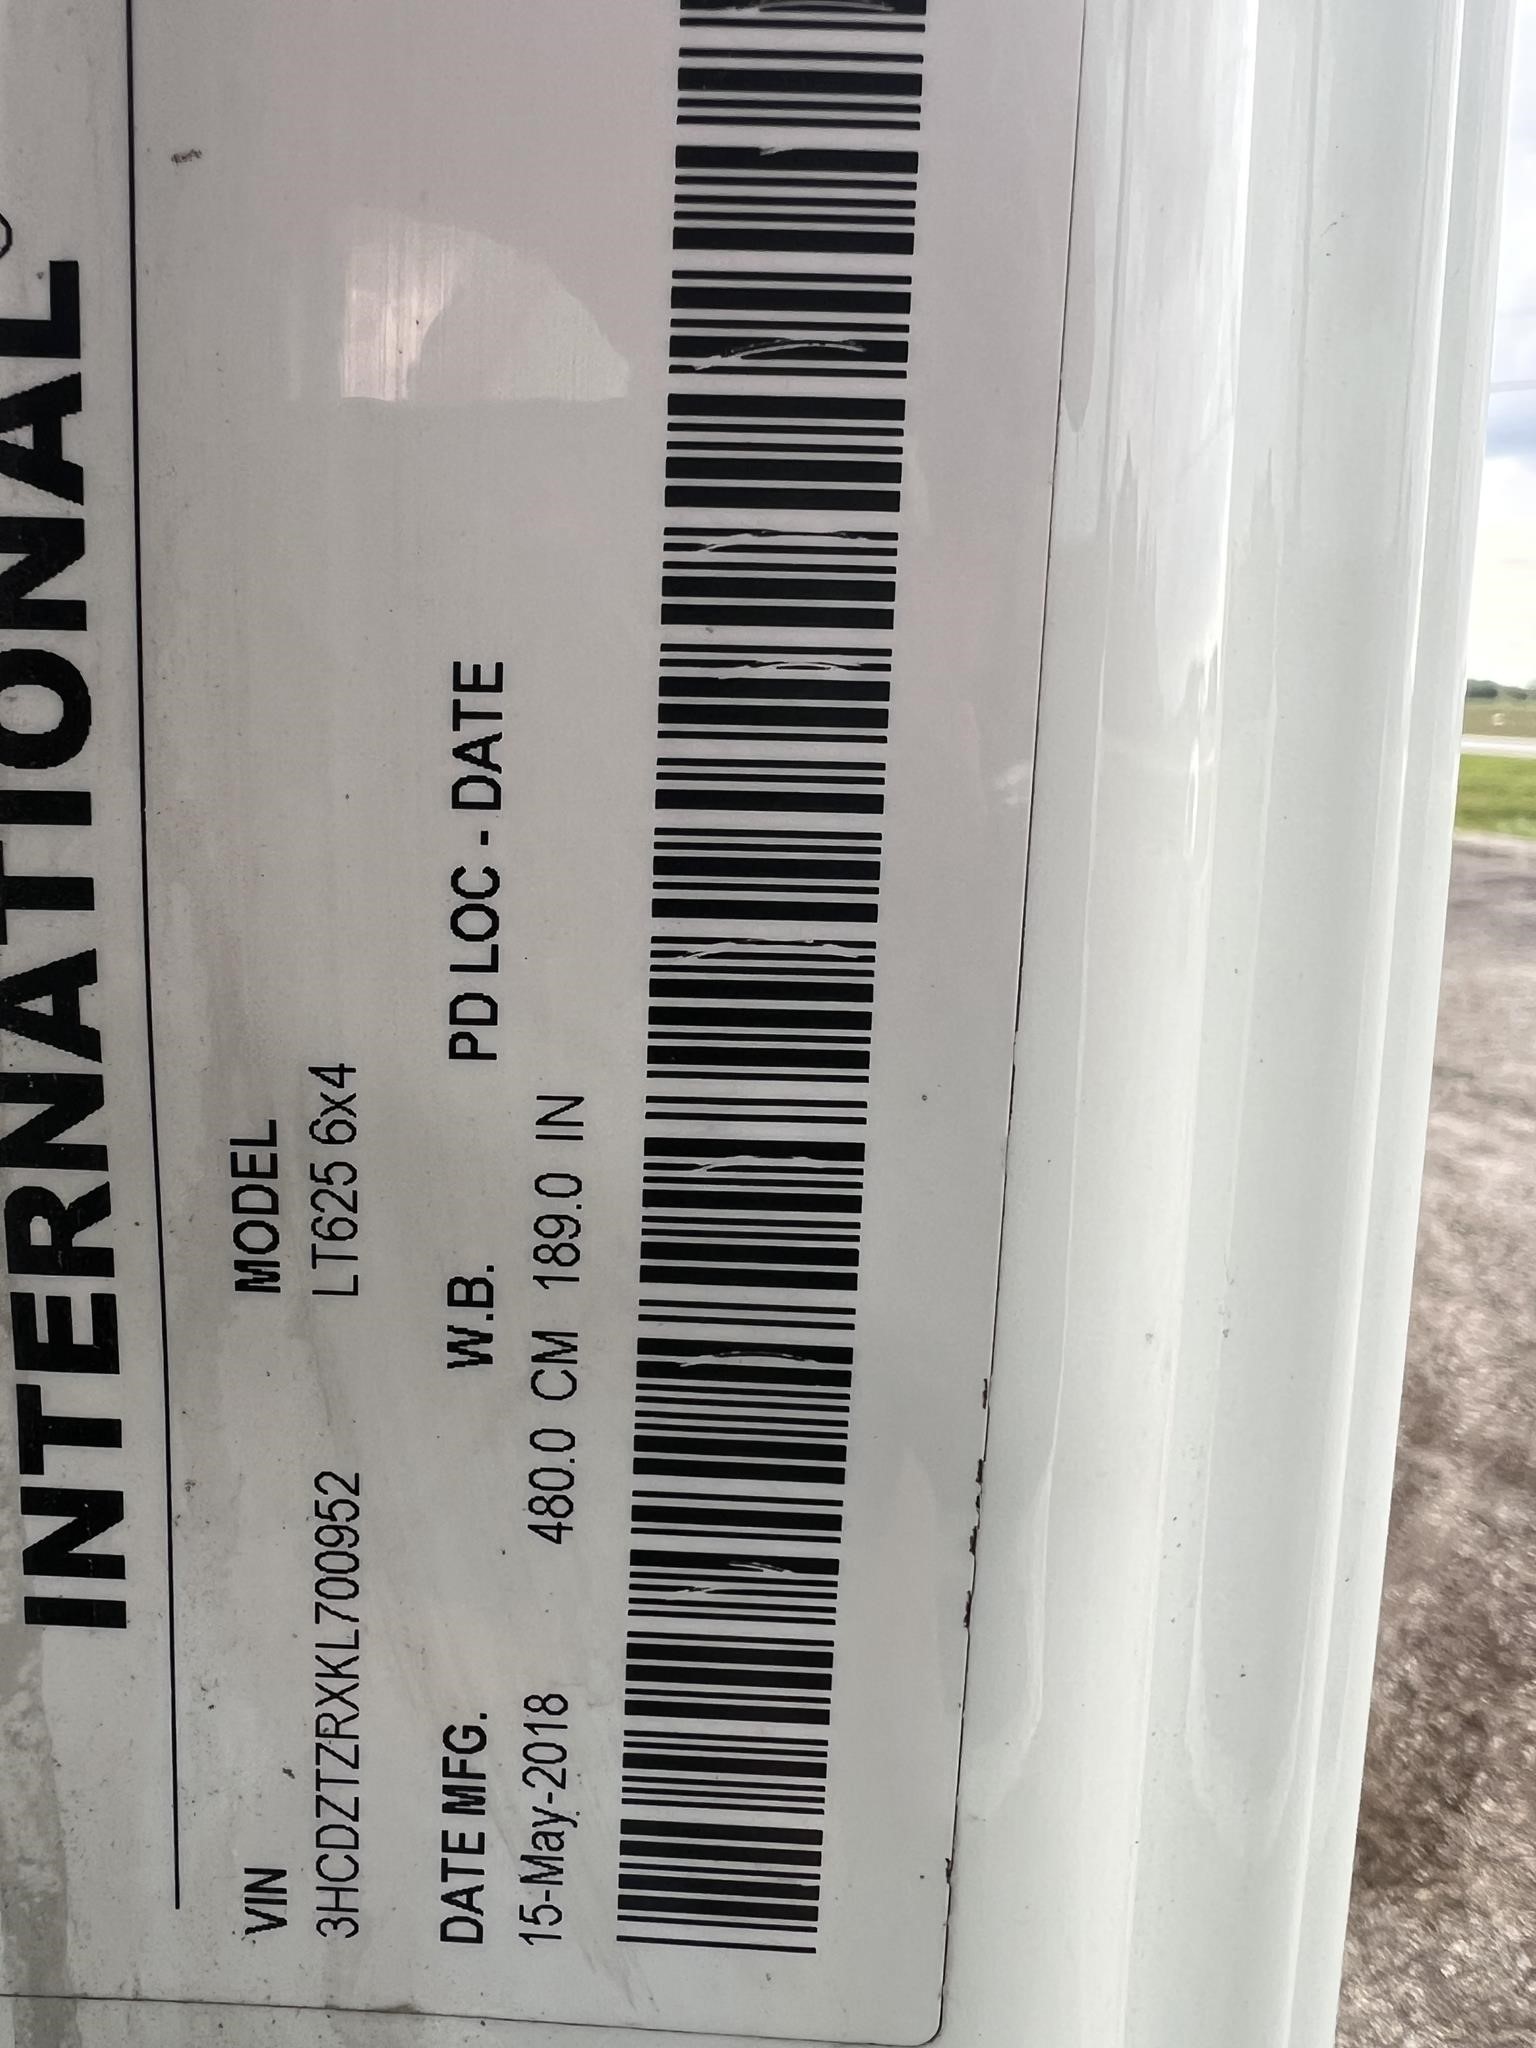 INTERNATIONAL
VIN MODEL
3HCDZTZRXKL700952 LT625 6x4
DATE MFG. W.B. PD LOC - DATE
15-May-2018 480.0 CM 189.0 IN